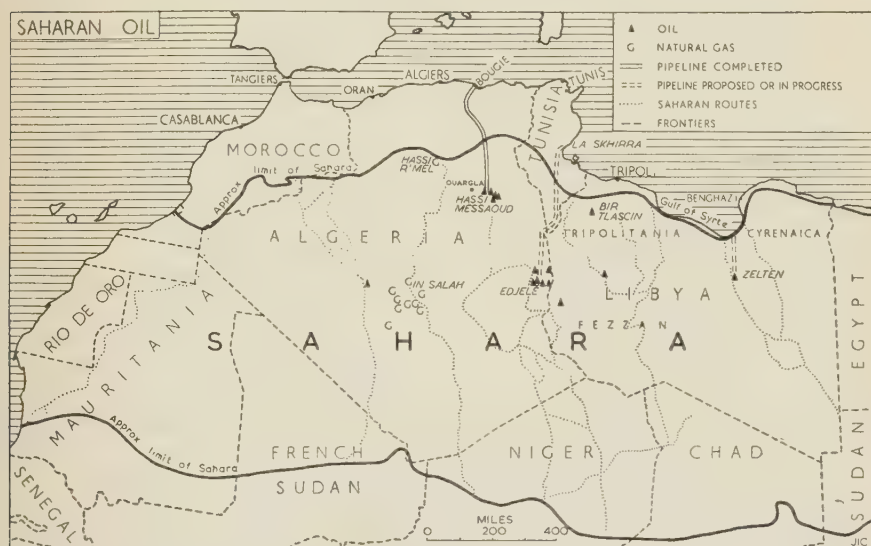 SAHARAN OIL
OIL
G NATURAL GAS
PIPELINE COMPLETED
PIPELINE PROPOSED OR IN PROGRESS
SAHARAN ROUTES
FRONTIERS
TANGIERS
ORAN
ALGIERS
BOUGIE
TUNIS
CASABLANCA
MOROCCO
TUNISIA
LA SKHIRRA
TRIPOL.
Approx limit of Sahara
HASSI R'MEL
G
OUARGLA
HASSI MESSAOUD
BENGHAZI
Gulf of Syrte
BIR TLASCIN
ALGERIA
TRIPOLITANIA
CYRENAICA
IN SALAH
G G G G G G G G G
EDJELE
LIBYA
ZELTEN
FEZZAN
RIO DE ORO
MAURITANIA
SAHARA
EGYPT
Approx limit of Sahara
FRENCH SUDAN
NIGER
CHAD
SUDAN
SENEGAL
MILES
0 200 400
JIC